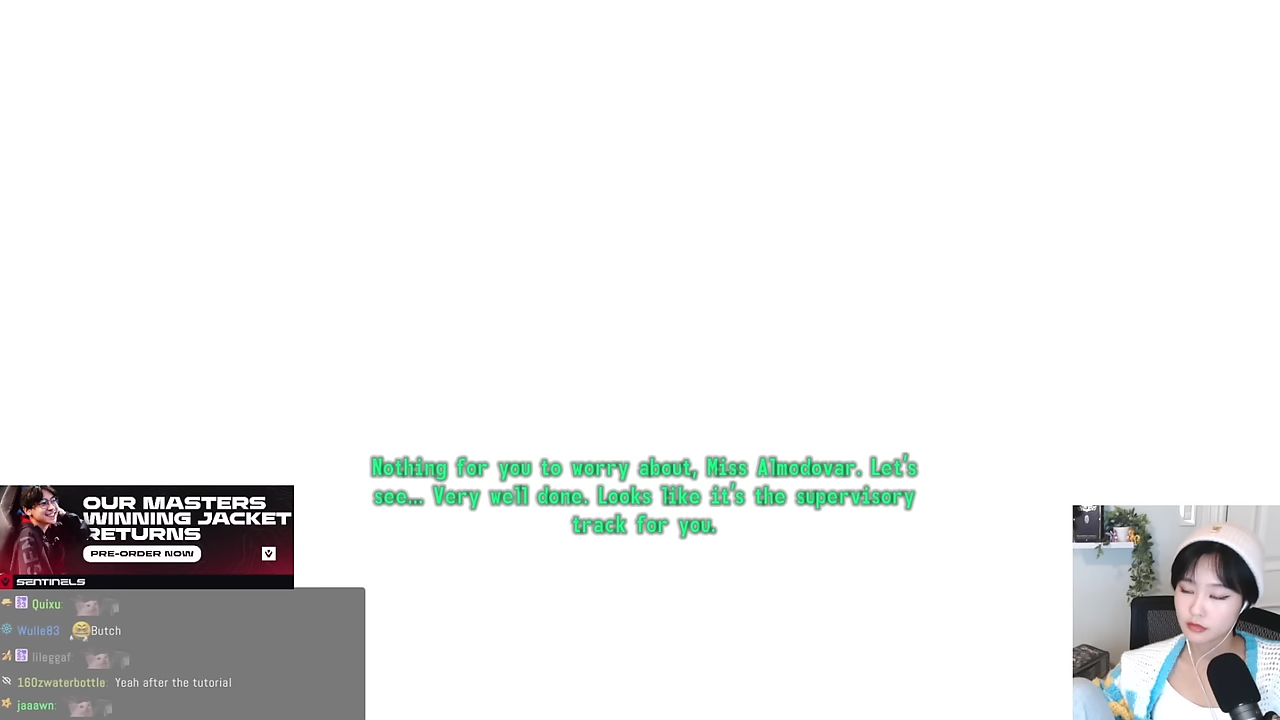 Nothing for you to worry about, Miss Almodovar. Let's
see... Very well done. Looks like it's the supervisory
track for you.
OUR MASTERS
WINNING JACKET
RETURNS
PRE-ORDER NOW
SENTINELS
Quixu:
Wulle83 Butch
lileggaf
16Ozwaterbottle: Yeah after the tutorial
jaaawn: